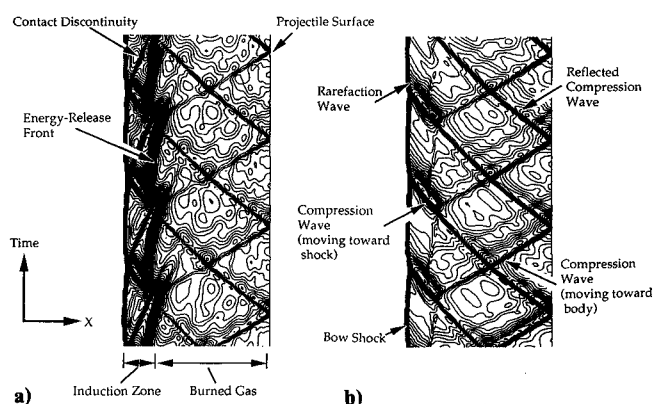 Contact Discontinuity
Projectile Surface
Energy-Release
Front
Time
X
Induction Zone
Burned Gas
a)
Rarefaction
Wave
Reflected
Compression
Wave
Compression
Wave
(moving toward
shock)
Compression
Wave
(moving toward
body)
Bow Shock
b)